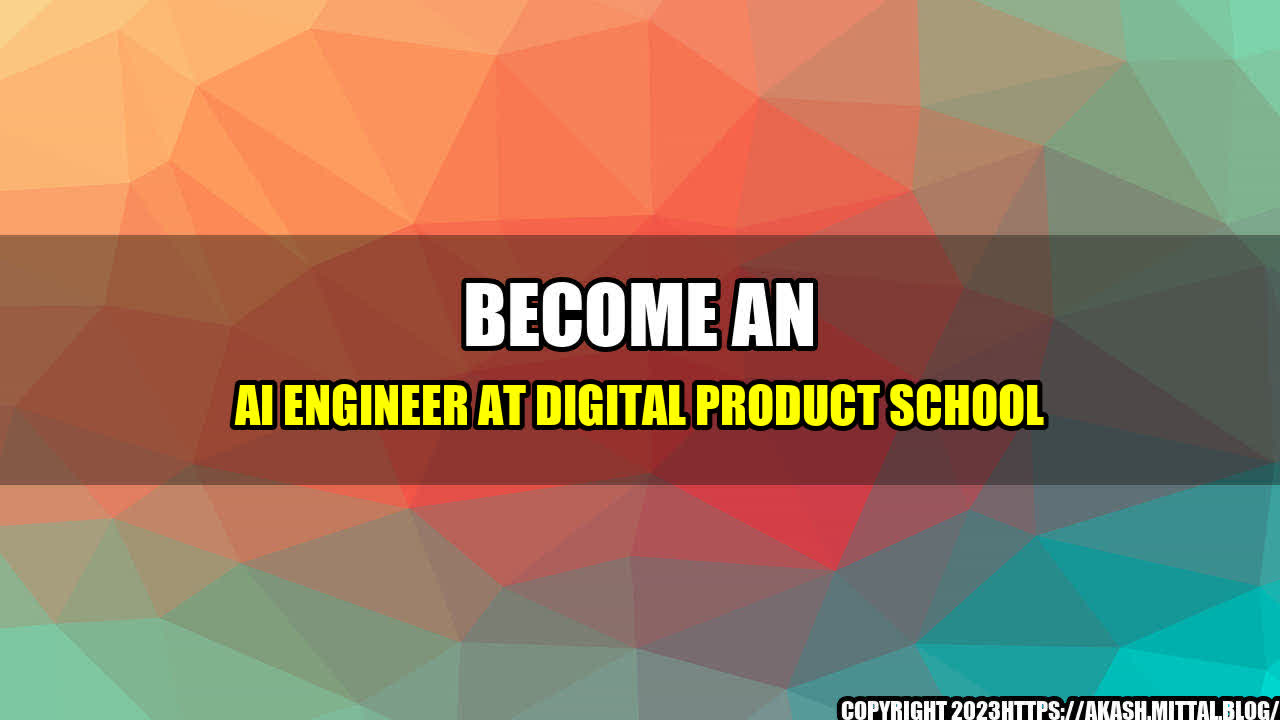 BECOME AN
AI ENGINEER AT DIGITAL PRODUCT SCHOOL
COPYRIGHT 2023HTTPS://AKASH.MITTAL.BLOG/